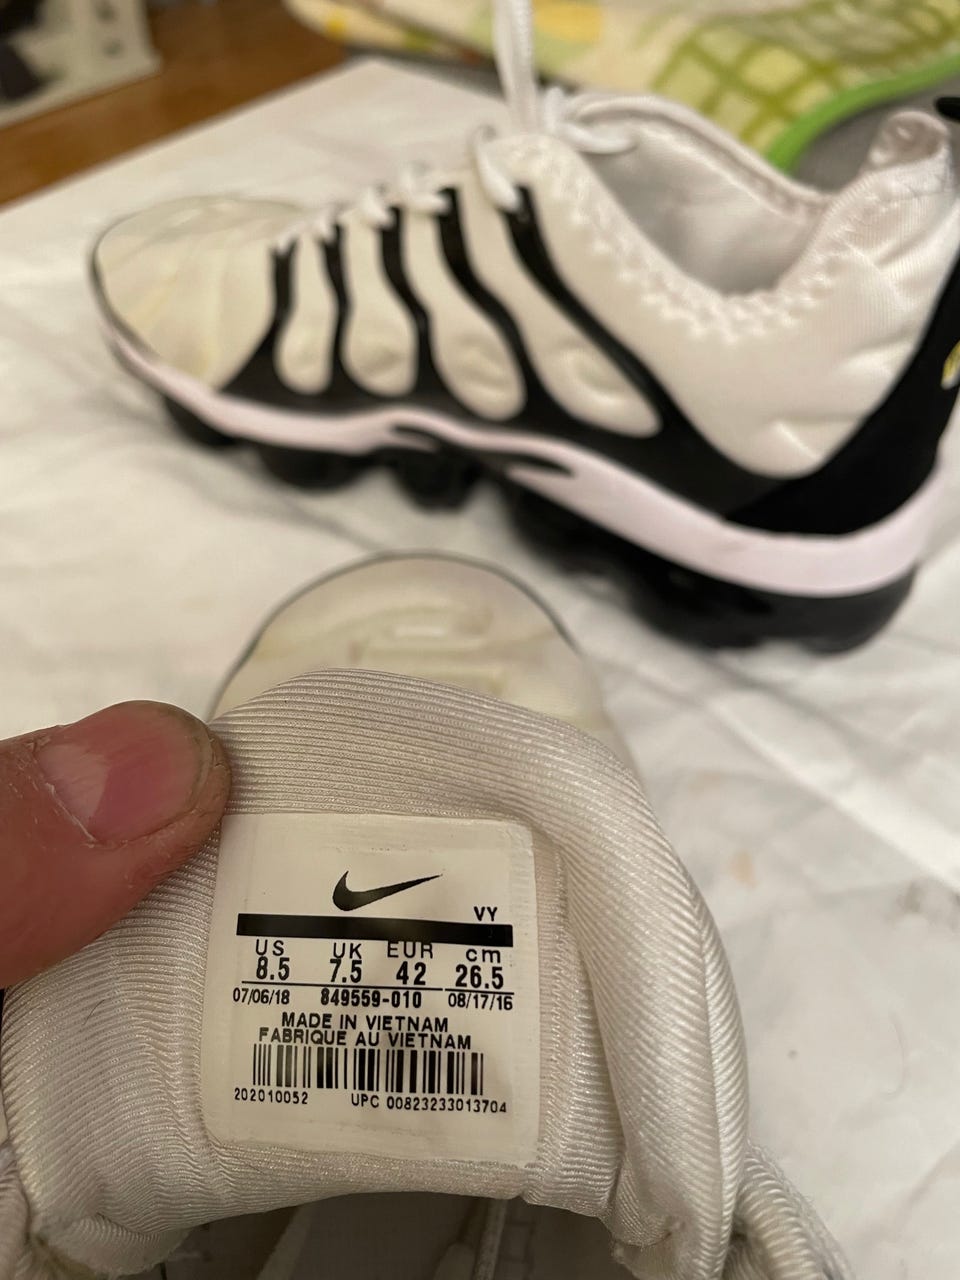 VY
US UK EUR cm
8.5 7.5 42 26.5
07/06/18 849559-010 08/17/16
MADE IN VIETNAM
FABRIQUE AU VIETNAM
202010052 UPC 00823233013704